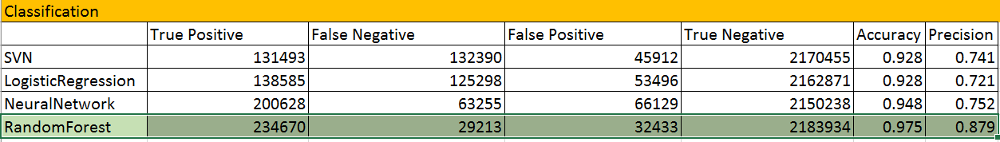 Classification
True Positive False Negative False Positive True Negative Accuracy Precision
SVN 131493 132390 45912 2170455 0.928 0.741
LogisticRegression 138585 125298 53496 2162871 0.928 0.721
NeuralNetwork 200628 63255 66129 2150238 0.948 0.752
RandomForest 234670 29213 32433 2183934 0.975 0.879